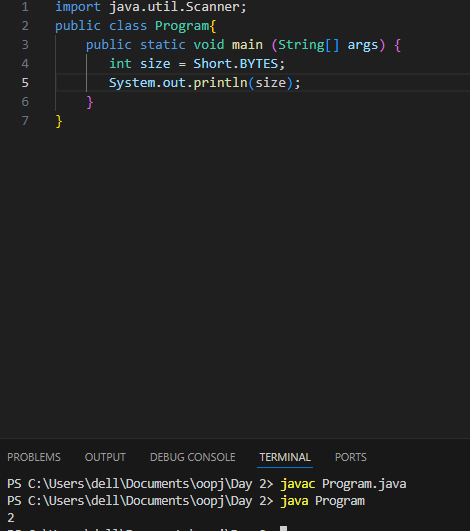 1 import java.util.Scanner;
2 public class Program{
3 public static void main (String[] args) {
4 int size = Short.BYTES;
5 System.out.println(size);
6 }
7 }
PROBLEMS OUTPUT DEBUG CONSOLE TERMINAL PORTS
PS C:\Users\dell\Documents\oopj\Day 2> javac Program.java
PS C:\Users\dell\Documents\oopj\Day 2> java Program
2